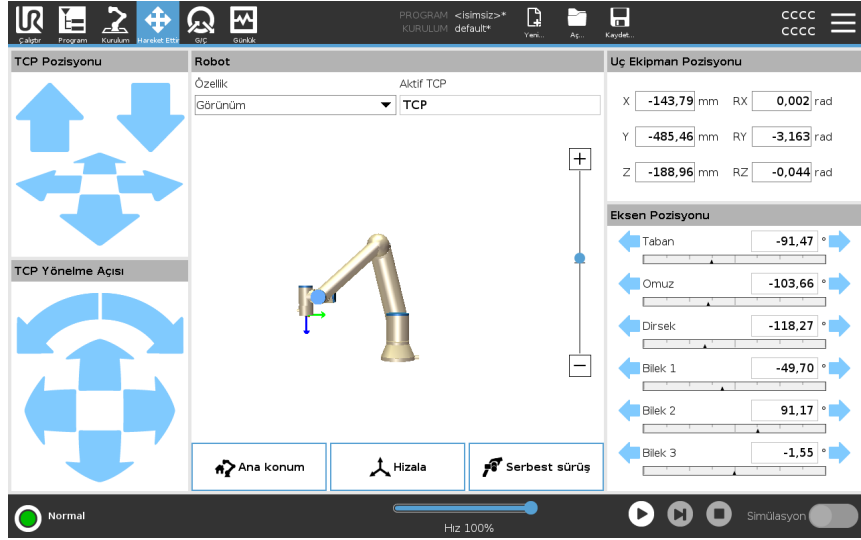 UR
Çalıştır
Program
Kurulum
Hareket Ettir
G/Ç
Günlük
PROGRAM <isimsiz>*
KURULUM default*
Yeni...
Aç...
Kaydet...
CCCC
CCCC
TCP Pozisyonu
TCP Yönelme Açısı
Robot
Özellik
Görünüm
Aktif TCP
TCP
+
−
Ana konum
Hizala
Serbest sürüş
Uç Ekipman Pozisyonu
X -143,79 mm RX 0,002 rad
Y -485,46 mm RY -3,163 rad
Z -188,96 mm RZ -0,044 rad
Eksen Pozisyonu
Taban -91,47 °
Omuz -103,66 °
Dirsek -118,27 °
Bilek 1 -49,70 °
Bilek 2 91,17 °
Bilek 3 -1,55 °
Normal
Hız 100%
Simülasyon